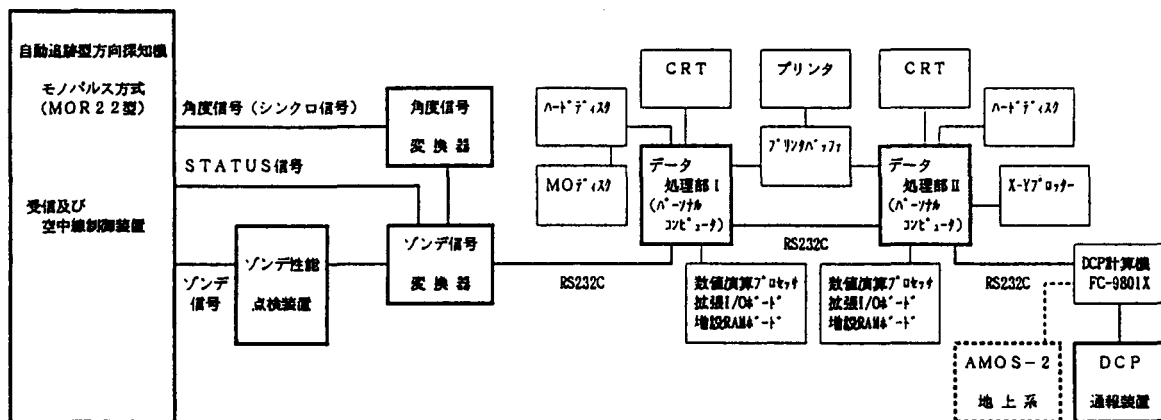 自動追跡型方向探知機
モノパルス方式
(MOR22型)
受信及び
空中線制御装置
角度信号(シンクロ信号)
STATUS信号
ゾンデ
信号
ゾンデ性能
点検装置
角度信号
変換器
ゾンデ信号
変換器
RS232C
ハードディスク
MOディスク
CRT
プリンタ
CRT
データ
処理部Ⅰ
(パーソナル
コンピュータ)
プリンタバッファ
データ
処理部Ⅱ
(パーソナル
コンピュータ)
RS232C
ハードディスク
X-Yプロッター
数値演算プロセッサ
拡張I/Oボード
増設RAMボード
数値演算プロセッサ
拡張I/Oボード
増設RAMボード
RS232C
DCP計算機
FC-9801X
AMOS-2
地上系
DCP
通報装置